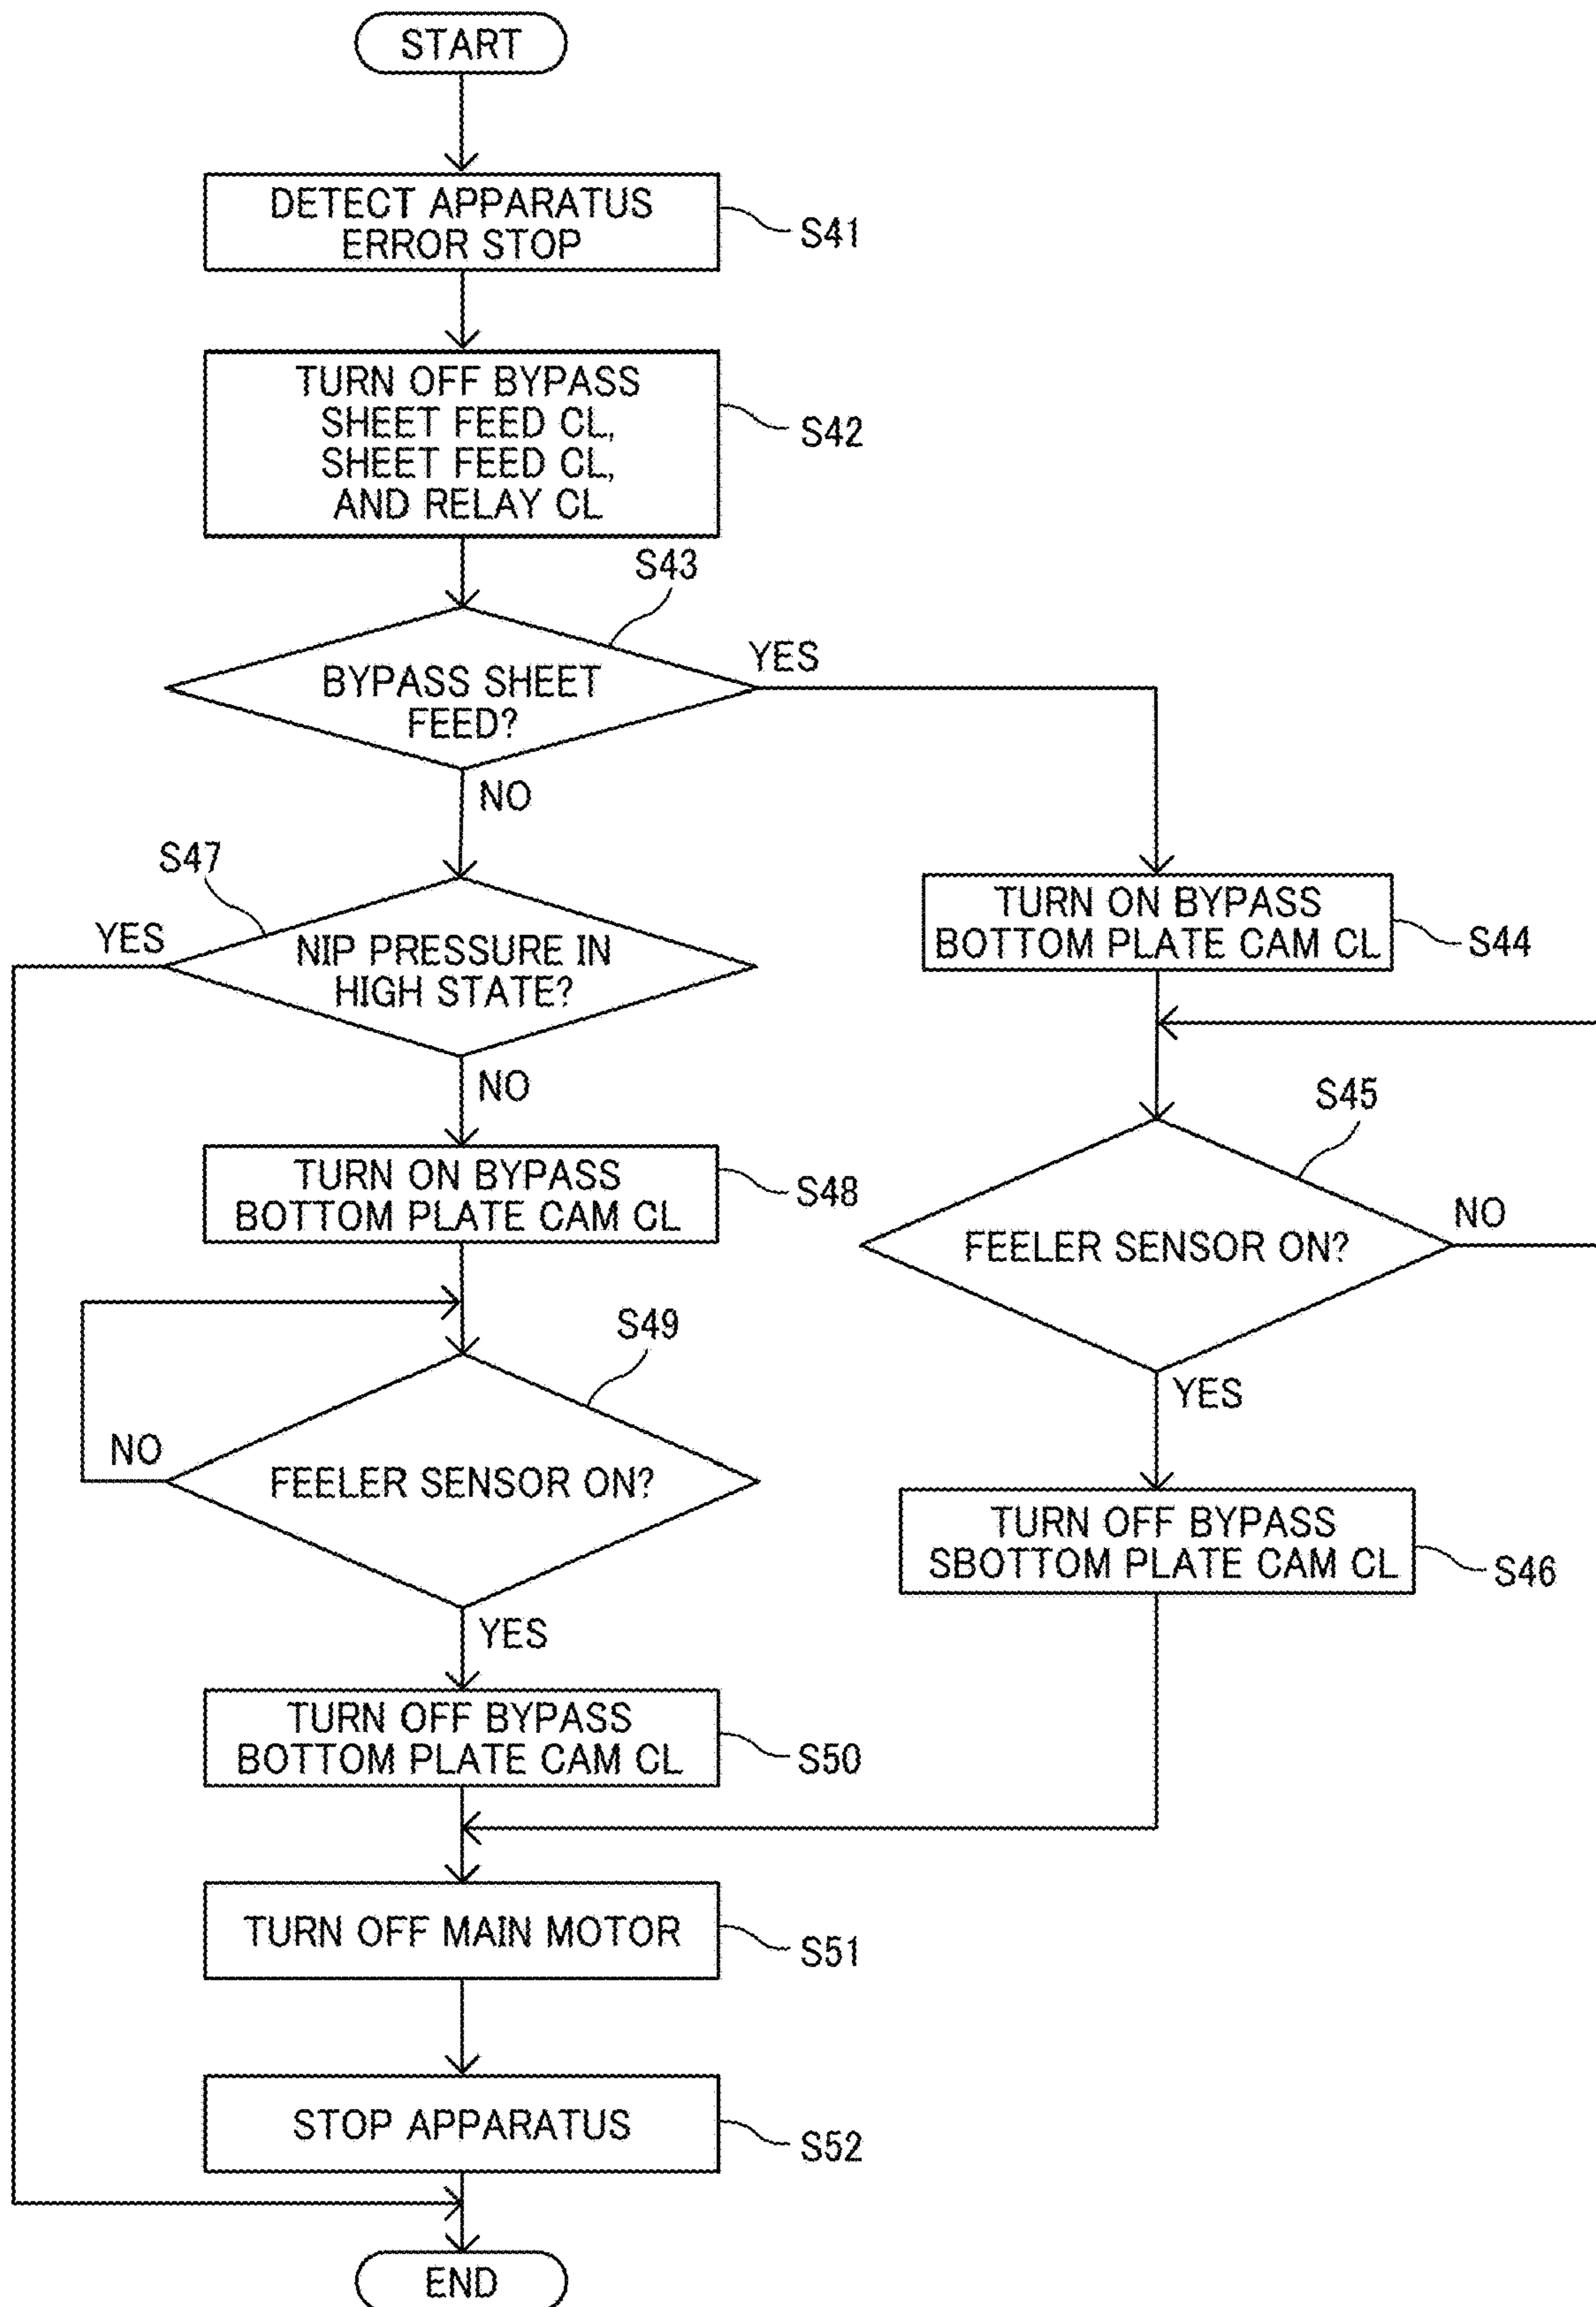 START
DETECT APPARATUS
ERROR STOP
S41
TURN OFF BYPASS
SHEET FEED CL,
SHEET FEED CL,
AND RELAY CL
S42
S43
BYPASS SHEET
FEED?
YES
NO
S47
YES
NIP PRESSURE IN
HIGH STATE?
NO
TURN ON BYPASS
BOTTOM PLATE CAM CL
S44
S45
FEELER SENSOR ON?
NO
YES
TURN OFF BYPASS
SBOTTOM PLATE CAM CL
S46
TURN ON BYPASS
BOTTOM PLATE CAM CL
S48
S49
NO
FEELER SENSOR ON?
YES
TURN OFF BYPASS
BOTTOM PLATE CAM CL
S50
TURN OFF MAIN MOTOR
S51
STOP APPARATUS
S52
END